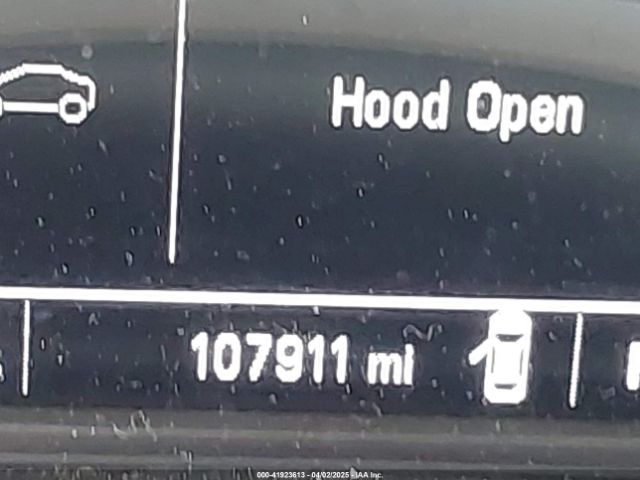 Hood Open
107911 mi
000-41923613 - 04/02/2025 - IAA Inc.